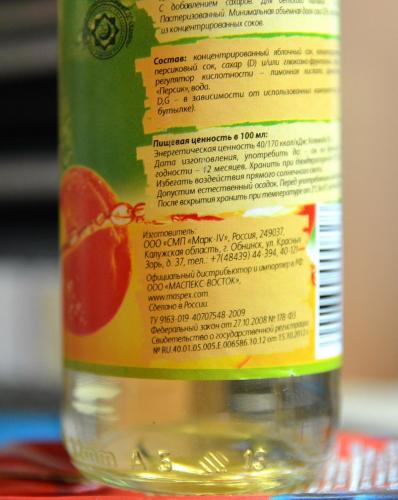 С добавлением сахаров. Для
Пастеризованный. Минимальная объемная доля
из концентрированных соков.
Состав: концентрированный яблочный сок,
персиковый сок, сахар (D) и/или глюкозно-
регулятор кислотности – лимонная кислота,
«Персик», вода.
D,G – в зависимости от использованных
бутылке).
Пищевая ценность в 100 мл:
Энергетическая ценность 40/170 ккал/кДж;
Дата изготовления, употребить до:
годности – 12 месяцев. Хранить при
Избегать воздействия прямого солнечного
Допустим естественный осадок. Перед
После вскрытия хранить при температуре от
Изготовитель:
ООО «СМП «Марк-IV», Россия, 249037,
Калужская область, г. Обнинск, ул. Красных
Зорь, д. 37, тел.: +7(48439) 44-394, 40-121
Официальный дистрибьютор и импортер в РФ:
ООО «МАСПЕКС-ВОСТОК»,
www.maspex.com
Сделано в России.
ТУ 9163-019 40707548-2009
Федеральный закон от 27.10.2008 № 178 ФЗ
Свидетельство о государственной регистрации
№ RU.40.01.05.005.Е.006586.10.12 от 15.10.2012 г.